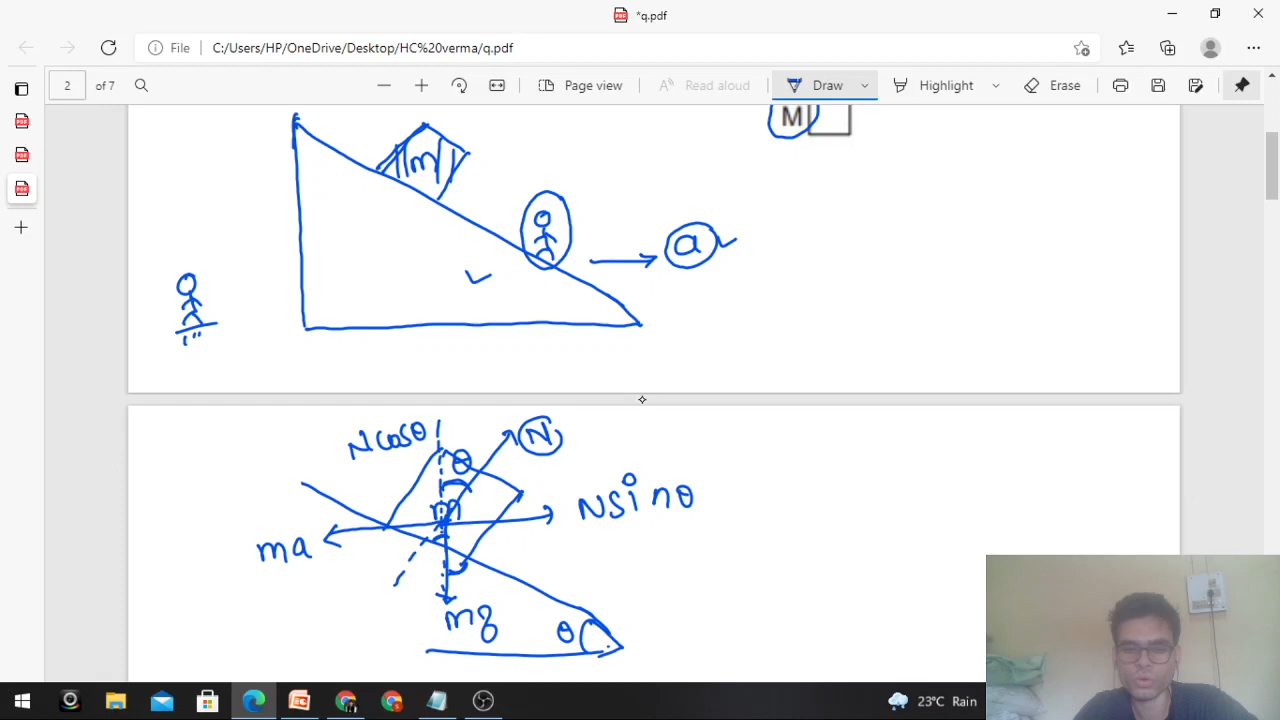 *q.pdf
File C:/Users/HP/OneDrive/Desktop/HC%20verma/q.pdf
2 of 7 Page view Read aloud Draw Highlight Erase
M
m
a
Ncosθ θ N
m
Nsinθ
ma
mg
θ
23°C Rain